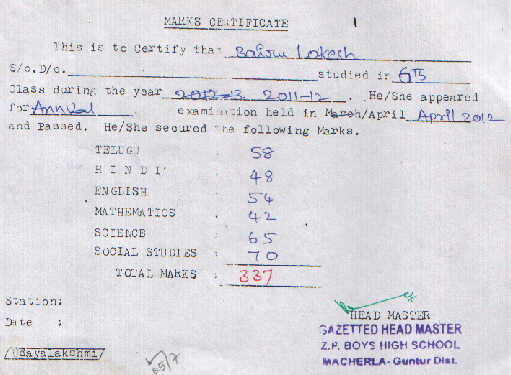 MARKS CERTIFICATE
This is to Certify that Lokesh
S/o.D/o. studied in 6th
Class during the year 2012-3 2011-12. He/She appeared
for Annual examination held in March/April April 2012
and Passed. He/She secured the following Marks.
TELUGU : 58
HINDI : 48
ENGLISH : 54
MATHEMATICS : 42
SCIENCE : 65
SOCIAL STUDIES : 70
TOTAL MARKS : 337
Station:
Date :
HEAD MASTER
GAZETTED HEAD MASTER
Z.P. BOYS HIGH SCHOOL
MACHERLA - Guntur Dist.